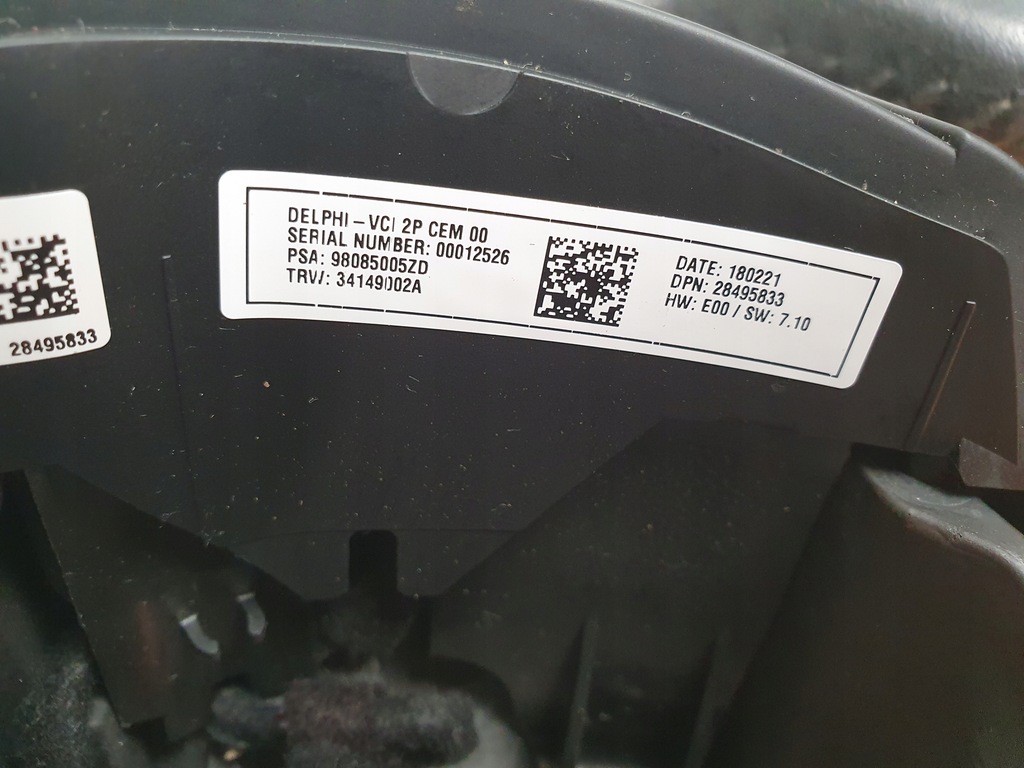 DELPHI - VCI 2P CEM 00
SERIAL NUMBER: 00012526
PSA: 98085005ZD
TRW: 34149002A
DATE: 180221
DPN: 28495833
HW: E00 / SW: 7.10
28495833